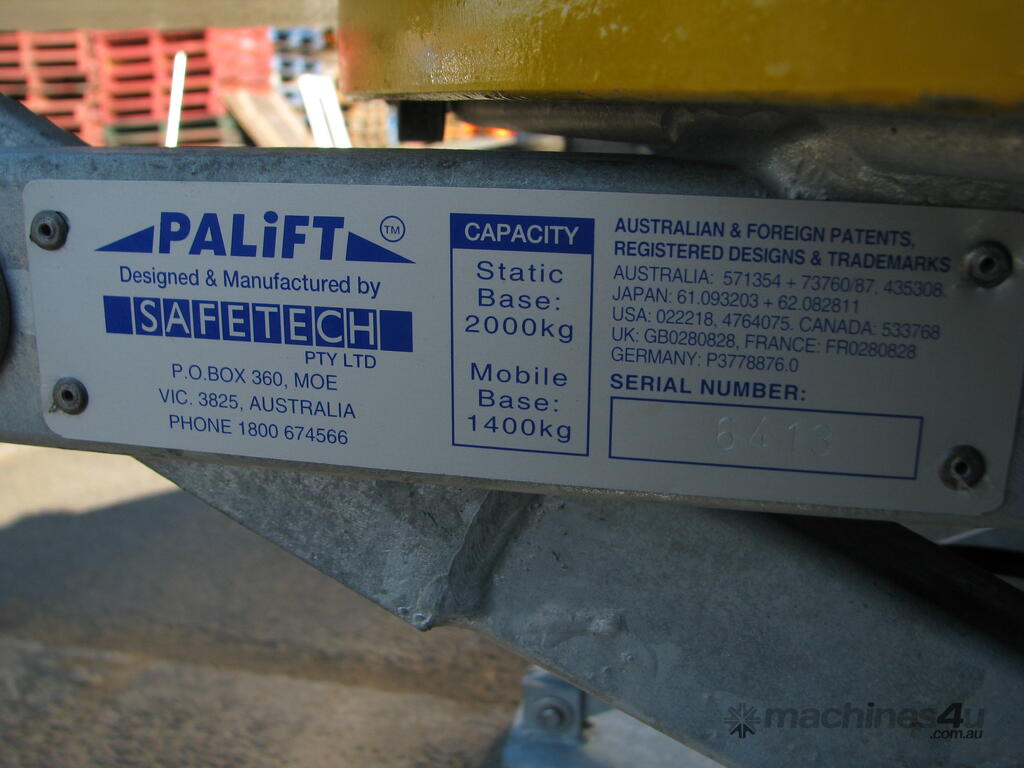 PALiFT TM
Designed & Manufactured by
SAFETECH
PTY LTD
P.O.BOX 360, MOE
VIC. 3825, AUSTRALIA
PHONE 1800 674566
CAPACITY
Static
Base:
2000kg
Mobile
Base:
1400kg
AUSTRALIAN & FOREIGN PATENTS,
REGISTERED DESIGNS & TRADEMARKS
AUSTRALIA: 571354 + 73760/87. 435308.
JAPAN: 61.093203 + 62.082811
USA: 022218, 4764075. CANADA: 533768
UK: GB0280828, FRANCE: FR0280828
GERMANY: P3778876.0
SERIAL NUMBER:
6413
machines4u
.com.au